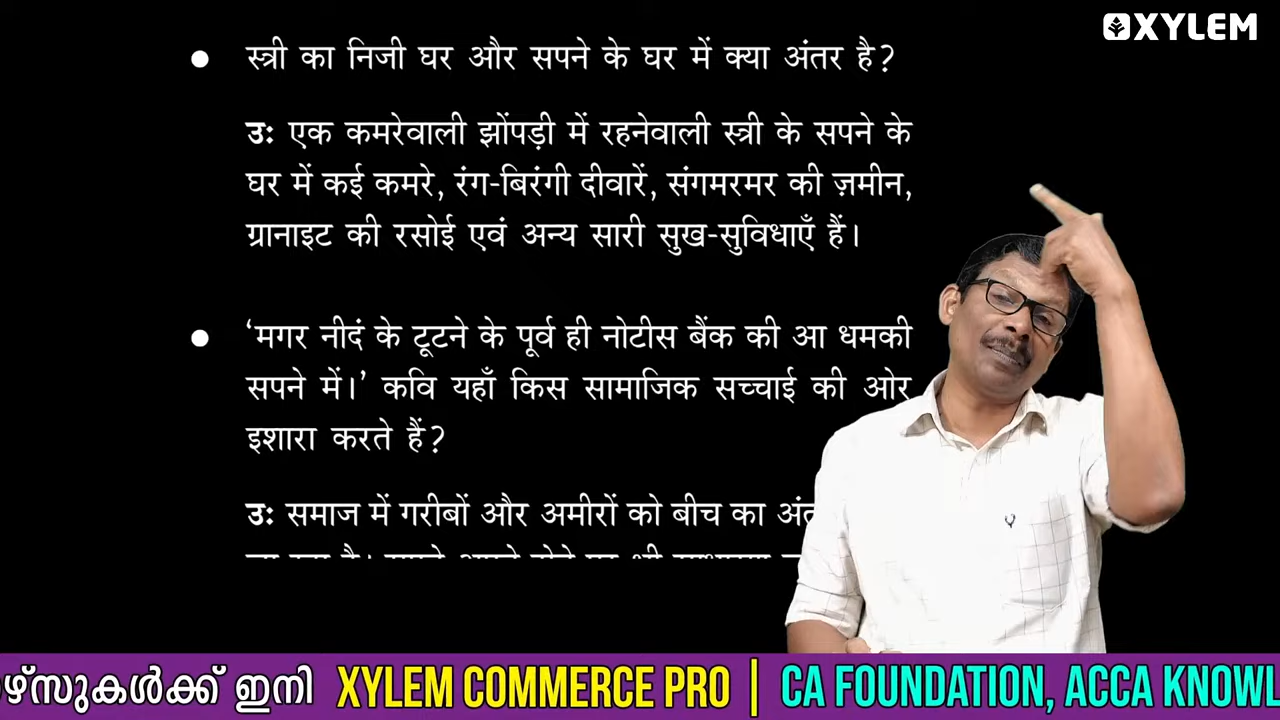 XYLEM
स्त्री का निजी घर और सपने के घर में क्या अंतर है?
उः एक कमरेवाली झोंपड़ी में रहनेवाली स्त्री के सपने के
घर में कई कमरे, रंग-बिरंगी दीवारें, संगमरमर की ज़मीन,
ग्रानाइट की रसोई एवं अन्य सारी सुख-सुविधाएँ हैं।
‘मगर नीदं के टूटने के पूर्व ही नोटीस बैंक की आ धमकी
सपने में।’ कवि यहाँ किस सामाजिक सच्चाई की ओर
इशारा करते हैं?
उः समाज में गरीबों और अमीरों को बीच का
XYLEM COMMERCE PRO | CA FOUNDATION, ACCA
ഇനി